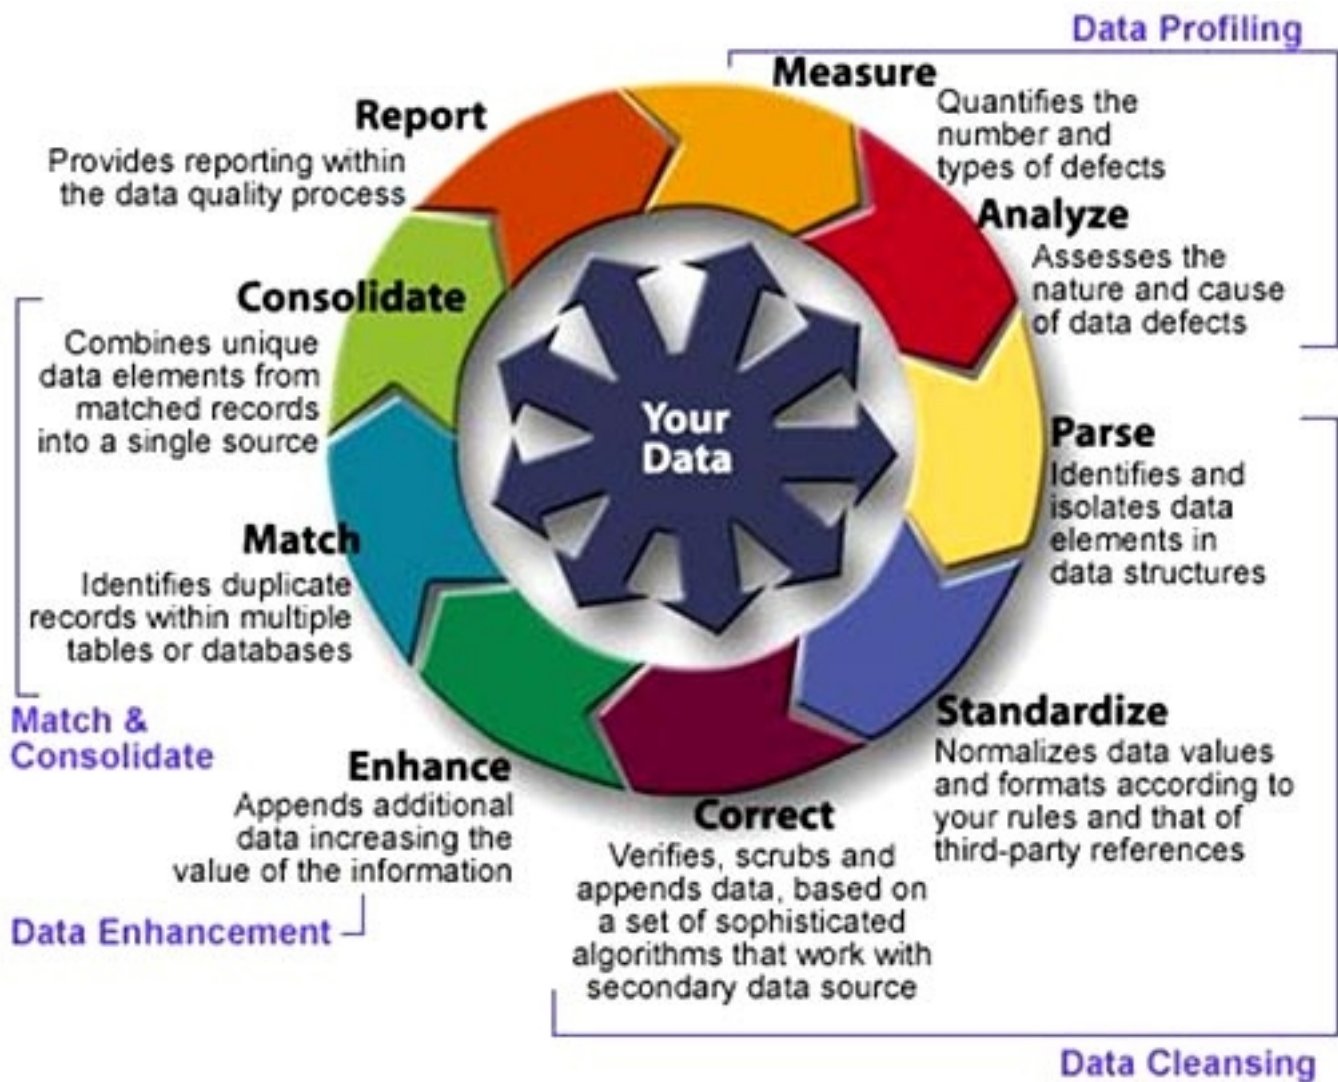 Data Profiling
Measure
Quantifies the
number and
types of defects
Analyze
Assesses the
nature and cause
of data defects
Parse
Identifies and
isolates data
elements in
data structures
Standardize
Normalizes data values
and formats according to
your rules and that of
third-party references
Correct
Verifies, scrubs and
appends data, based on
a set of sophisticated
algorithms that work with
secondary data source
Data Cleansing
Enhance
Appends additional
data increasing the
value of the information
Data Enhancement
Match
Identifies duplicate
records within multiple
tables or databases
Match &
Consolidate
Consolidate
Combines unique
data elements from
matched records
into a single source
Report
Provides reporting within
the data quality process
Your
Data